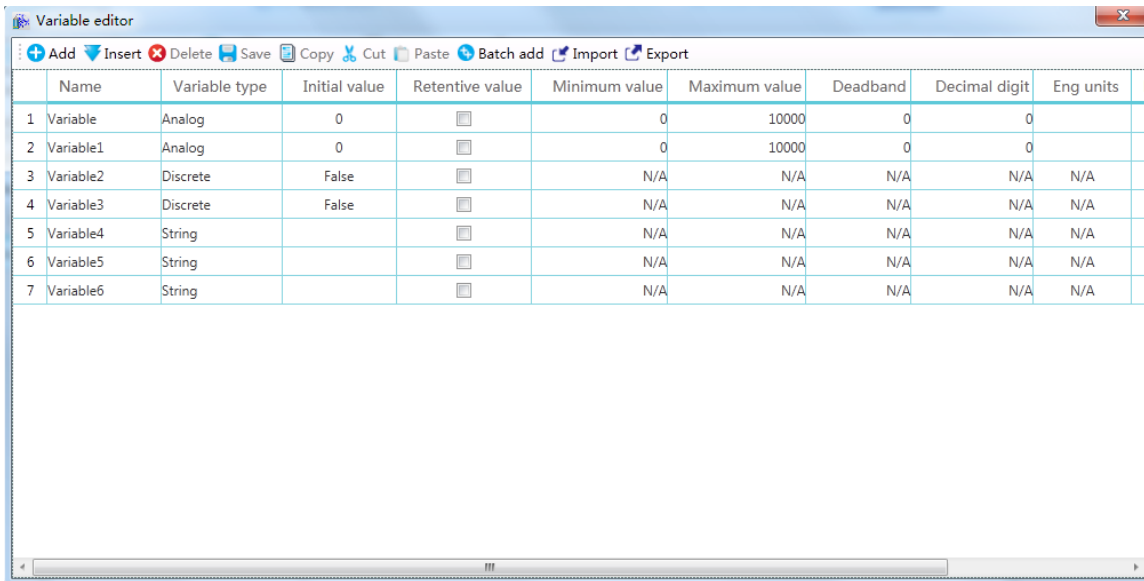 Variable editor
Add Insert Delete Save Copy Cut Paste Batch add Import Export
Name Variable type Initial value Retentive value Minimum value Maximum value Deadband Decimal digit Eng units
1 Variable Analog 0 0 10000 0 0
2 Variable1 Analog 0 0 10000 0 0
3 Variable2 Discrete False N/A N/A N/A N/A N/A
4 Variable3 Discrete False N/A N/A N/A N/A N/A
5 Variable4 String N/A N/A N/A N/A N/A
6 Variable5 String N/A N/A N/A N/A N/A
7 Variable6 String N/A N/A N/A N/A N/A